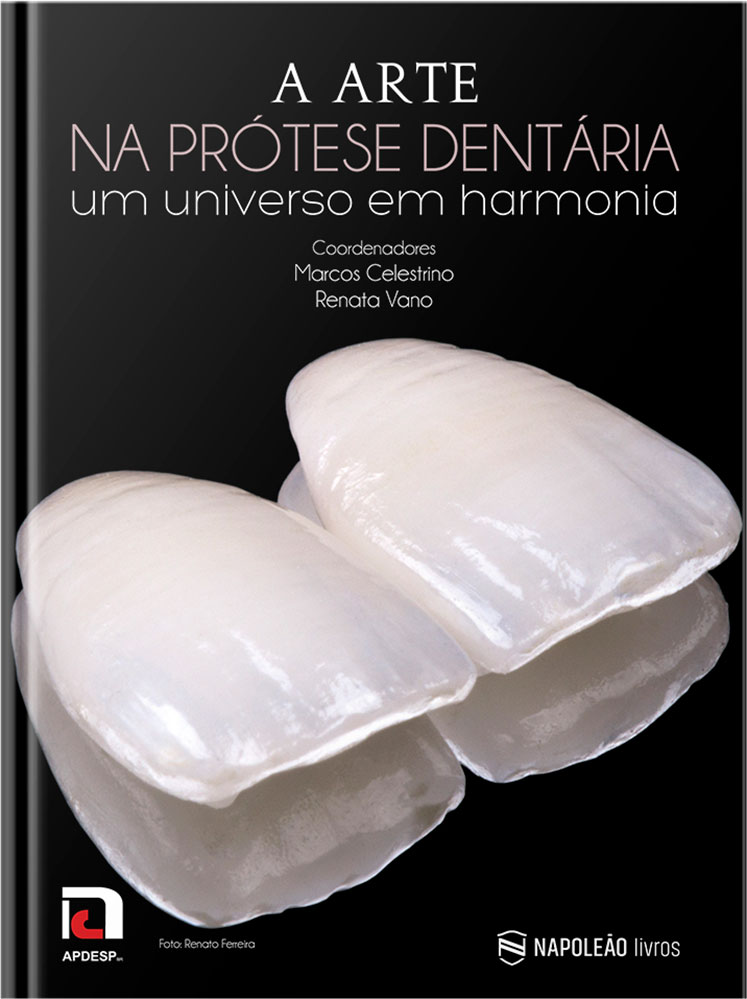 A ARTE
NA PRÓTESE DENTÁRIA
um universo em harmonia
Coordenadores
Marcos Celestrino
Renata Vano
APDESP
Foto: Renato Ferreira
NAPOLEÃO livros